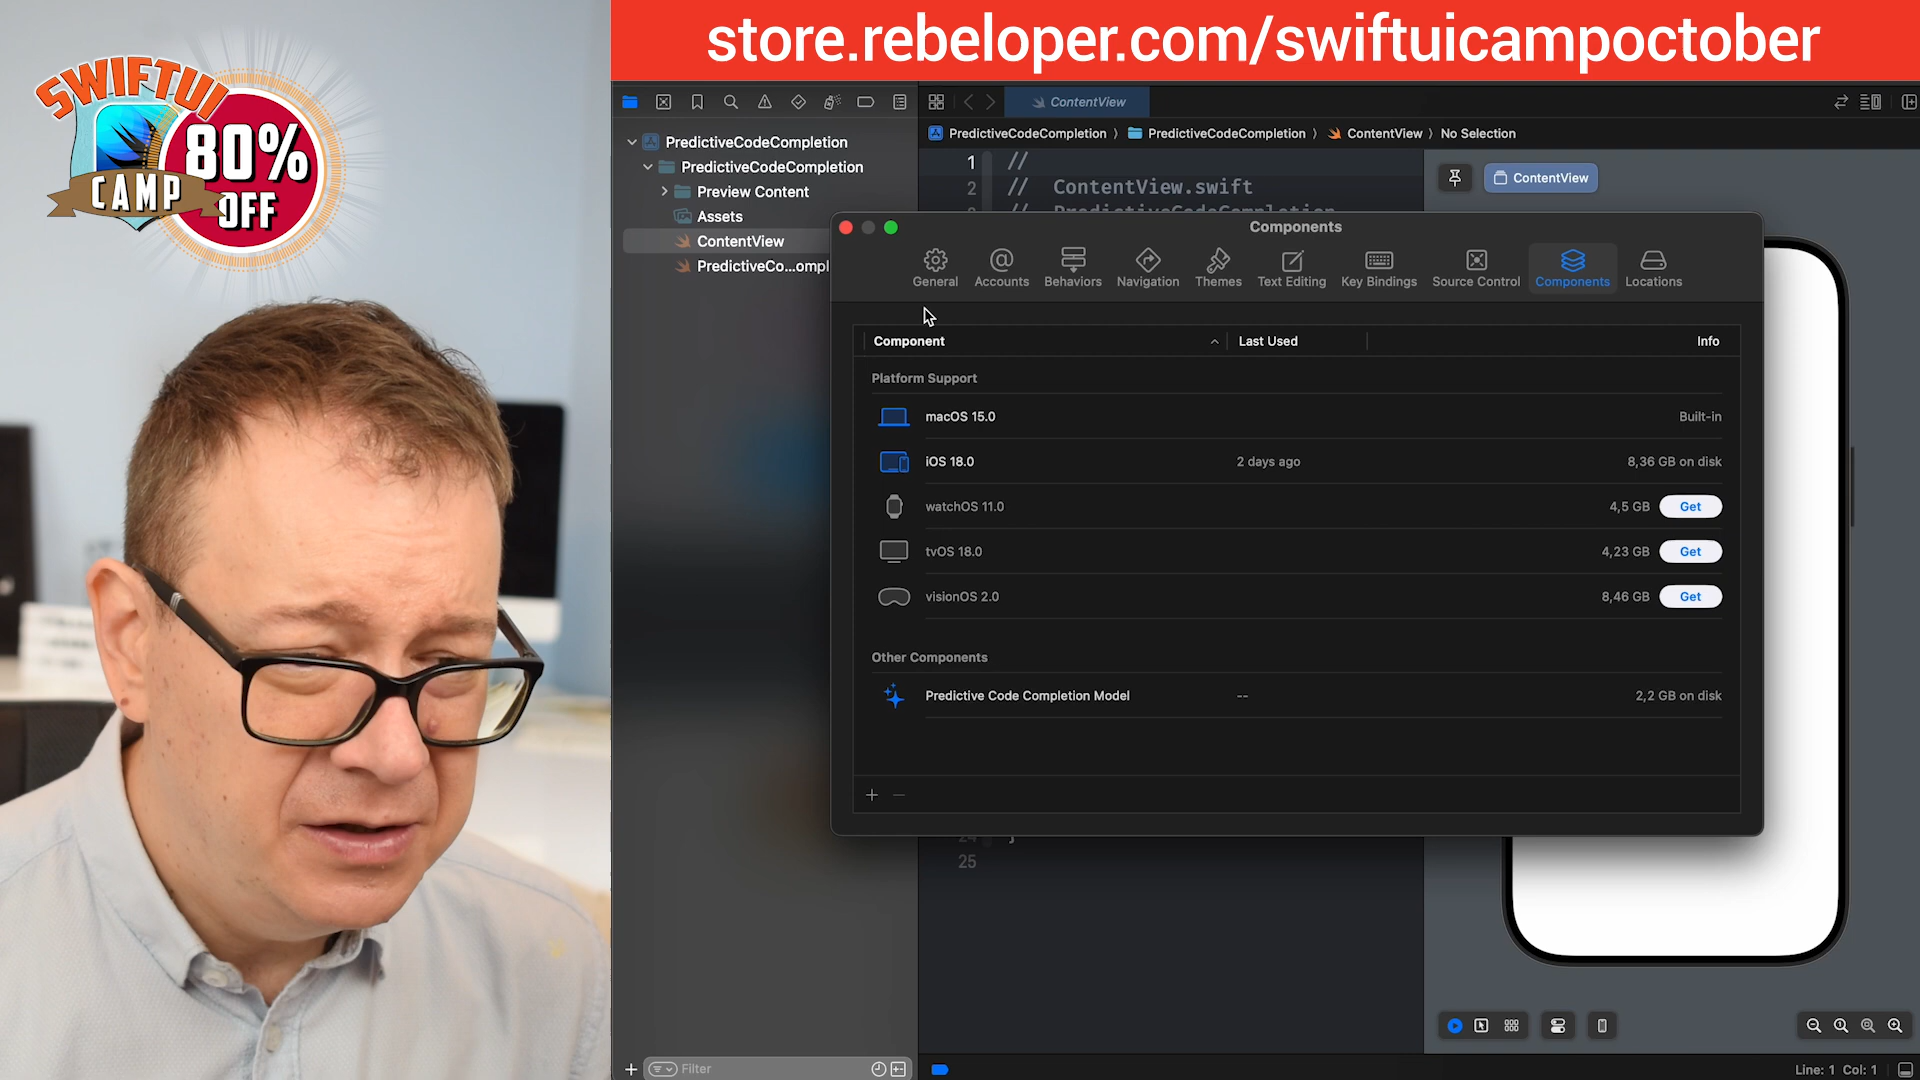 store.rebeloper.com/swiftuicampoctober
SWIFTUI
CAMP
80%
OFF
ContentView
PredictiveCodeCompletion
PredictiveCodeCompletion
Preview Content
Assets
ContentView
PredictiveCo...ompl
PredictiveCodeCompletion 〉 PredictiveCodeCompletion 〉 ContentView 〉 No Selection
1 //
2 // ContentView.swift
ContentView
Components
General
Accounts
Behaviors
Navigation
Themes
Text Editing
Key Bindings
Source Control
Components
Locations
Component Last Used Info
Platform Support
macOS 15.0 Built-in
iOS 18.0 2 days ago 8,36 GB on disk
watchOS 11.0 4,5 GB Get
tvOS 18.0 4,23 GB Get
visionOS 2.0 8,46 GB Get
Other Components
Predictive Code Completion Model -- 2,2 GB on disk
25
Filter
Line: 1 Col: 1